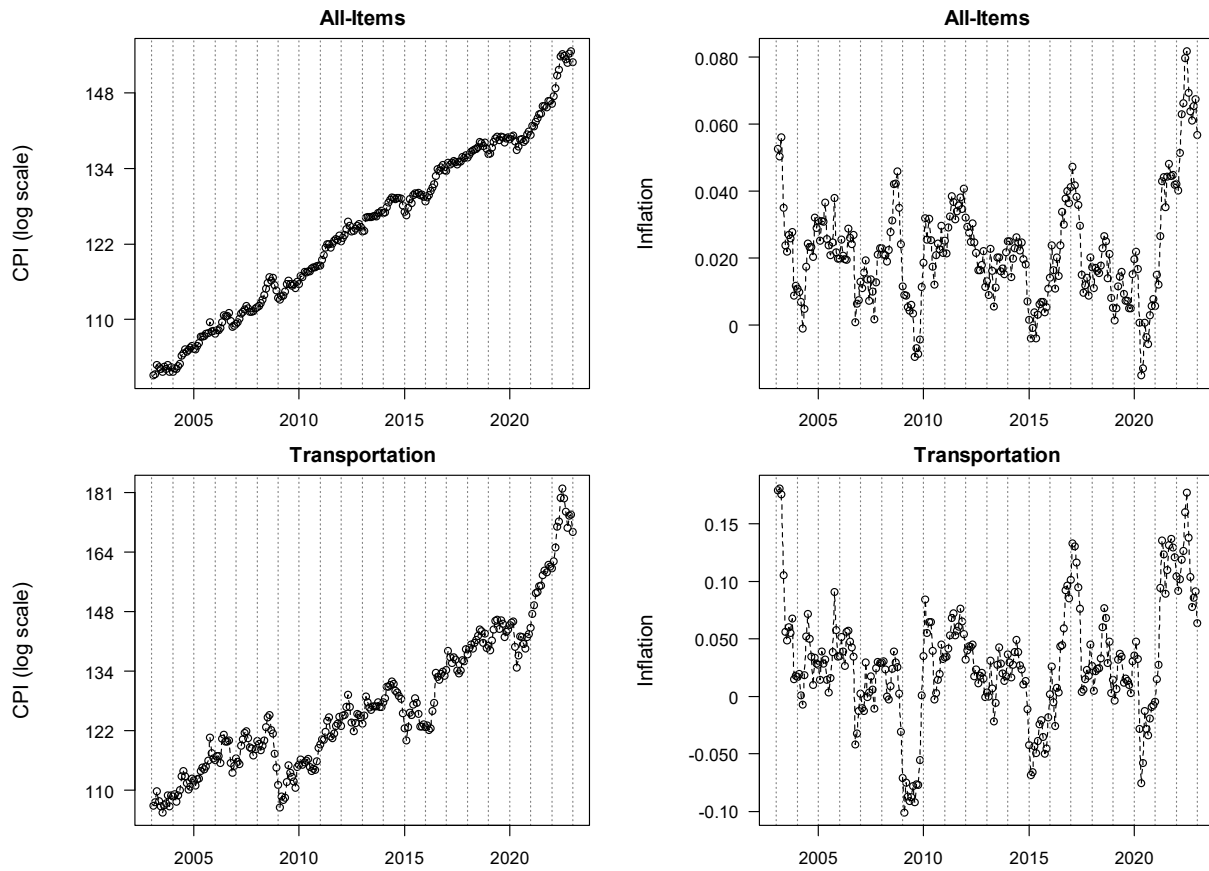 All-Items
CPI (log scale)
148
134
122
110
2005 2010 2015 2020
All-Items
Inflation
0.080
0.060
0.040
0.020
0
2005 2010 2015 2020
Transportation
CPI (log scale)
181
164
148
134
122
110
2005 2010 2015 2020
Transportation
Inflation
0.15
0.10
0.050
0
-0.050
-0.10
2005 2010 2015 2020